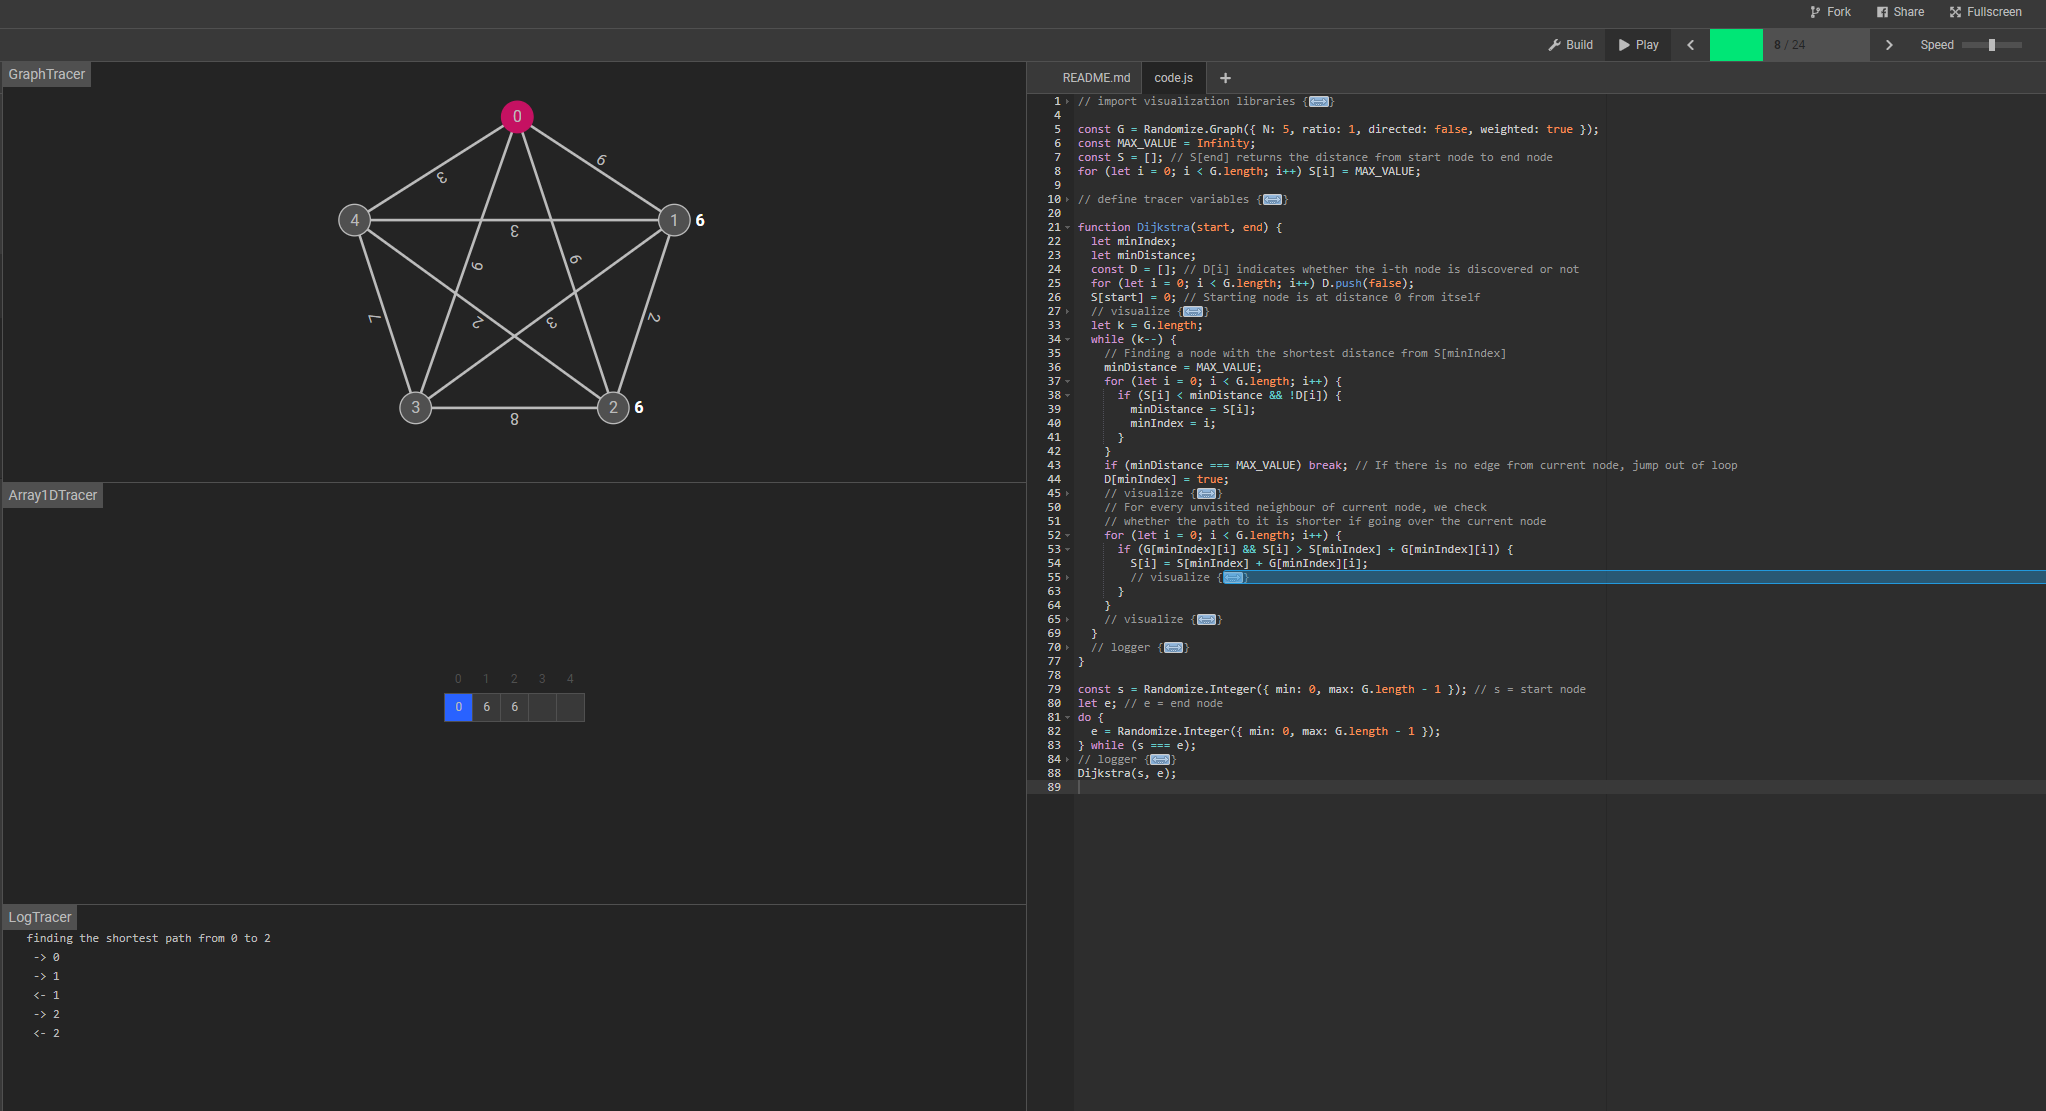 Fork
Share
Fullscreen
Build
Play
8 / 24
Speed
GraphTracer
0
6
3
4
3
1
6
9
6
7
2
3
2
3
8
2
6
Array1DTracer
0 1 2 3 4
0 6 6
LogTracer
finding the shortest path from 0 to 2
-> 0
-> 1
<- 1
-> 2
<- 2
README.md
code.js
+
1 // import visualization libraries {}
4
5 const G = Randomize.Graph({ N: 5, ratio: 1, directed: false, weighted: true });
6 const MAX_VALUE = Infinity;
7 const S = []; // S[end] returns the distance from start node to end node
8 for (let i = 0; i < G.length; i++) S[i] = MAX_VALUE;
9
10 // define tracer variables {}
20
21 function Dijkstra(start, end) {
22 let minIndex;
23 let minDistance;
24 const D = []; // D[i] indicates whether the i-th node is discovered or not
25 for (let i = 0; i < G.length; i++) D.push(false);
26 S[start] = 0; // Starting node is at distance 0 from itself
27 // visualize {}
33 let k = G.length;
34 while (k--) {
35 // Finding a node with the shortest distance from S[minIndex]
36 minDistance = MAX_VALUE;
37 for (let i = 0; i < G.length; i++) {
38 if (S[i] < minDistance && !D[i]) {
39 minDistance = S[i];
40 minIndex = i;
41 }
42 }
43 if (minDistance === MAX_VALUE) break; // If there is no edge from current node, jump out of loop
44 D[minIndex] = true;
45 // visualize {}
50 // For every unvisited neighbour of current node, we check
51 // whether the path to it is shorter if going over the current node
52 for (let i = 0; i < G.length; i++) {
53 if (G[minIndex][i] && S[i] > S[minIndex] + G[minIndex][i]) {
54 S[i] = S[minIndex] + G[minIndex][i];
55 // visualize {}
63 }
64 }
65 // visualize {}
69 }
70 // logger {}
77 }
78
79 const s = Randomize.Integer({ min: 0, max: G.length - 1 }); // s = start node
80 let e; // e = end node
81 do {
82 e = Randomize.Integer({ min: 0, max: G.length - 1 });
83 } while (s === e);
84 // logger {}
88 Dijkstra(s, e);
89